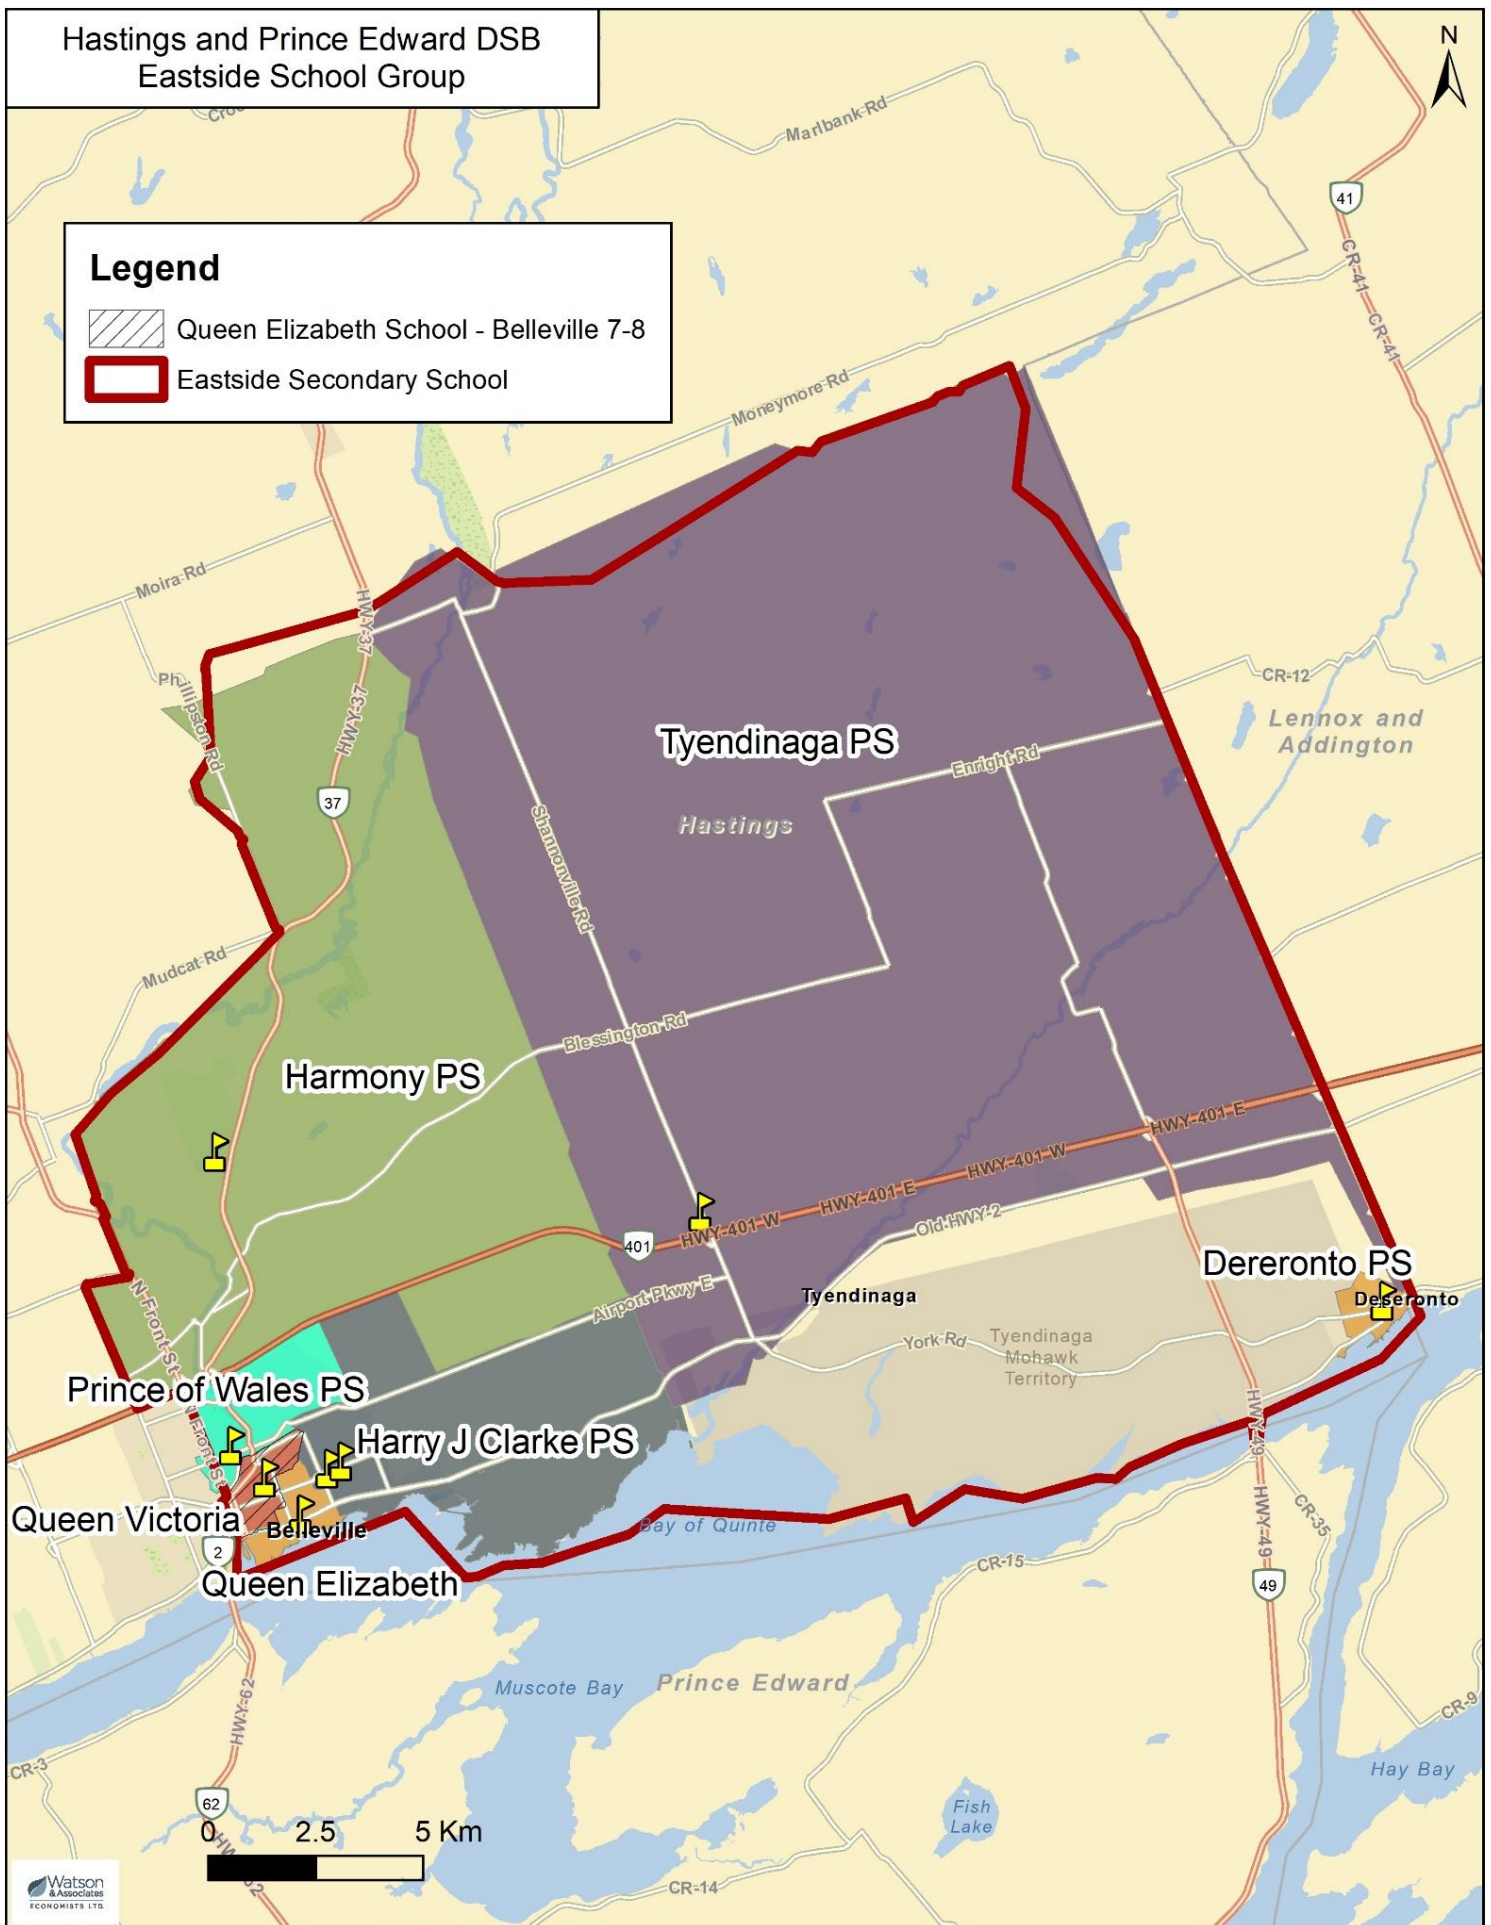 Hastings and Prince Edward DSB
Eastside School Group
N
Marlbank Rd
41
CR-41
CR-41
Legend
Queen Elizabeth School - Belleville 7-8
Eastside Secondary School
Moneymore Rd
Moira Rd
HWY-37
Phillipston Rd
HWY-37
CR-12
Lennox and
Addington
Tyendinaga PS
Enright Rd
37
Hastings
Shannonville Rd
Mudcat Rd
Blessington Rd
Harmony PS
HWY-401 E
HWY-401 W
HWY-401 E
HWY-401 W
Old-HWY-2
401
Dereronto PS
Airport Pkwy E
Tyendinaga
Deseronto
N Front St
York Rd
Tyendinaga
Mohawk
Territory
Prince of Wales PS
N Front St
HWY-49
Harry J Clarke PS
Queen Victoria
Belleville
Bay of Quinte
HWY-49
CR-35
2
CR-15
Queen Elizabeth
49
Muscote Bay
Prince Edward
HWY-62
CR-9
CR-3
Hay Bay
62
Fish
Lake
0 2.5 5 Km
CR-14
Watson
& Associates
ECONOMISTS LTD.